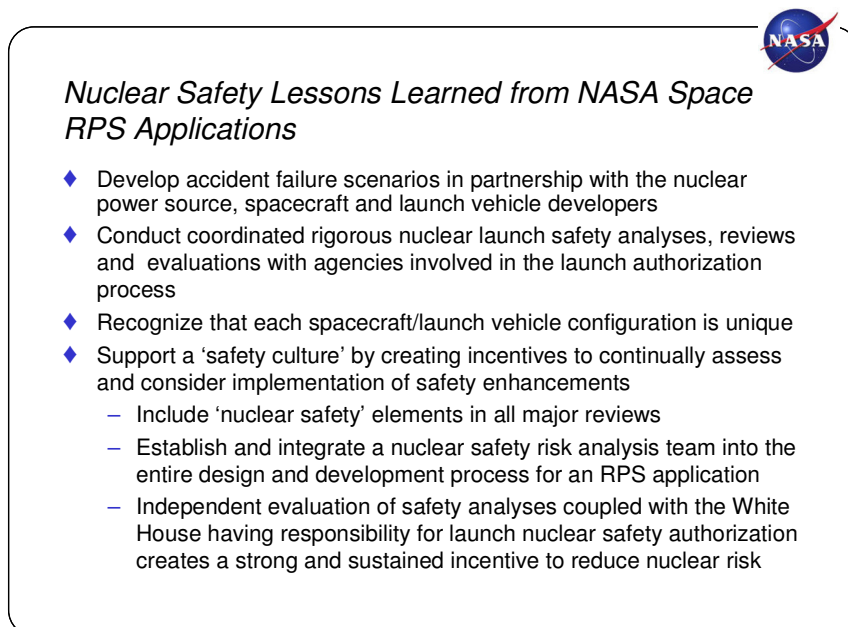 NASA
Nuclear Safety Lessons Learned from NASA Space
RPS Applications
♦ Develop accident failure scenarios in partnership with the nuclear
power source, spacecraft and launch vehicle developers
♦ Conduct coordinated rigorous nuclear launch safety analyses, reviews
and  evaluations with agencies involved in the launch authorization
process
♦ Recognize that each spacecraft/launch vehicle configuration is unique
♦ Support a ‘safety culture’ by creating incentives to continually assess
and consider implementation of safety enhancements
– Include ‘nuclear safety’ elements in all major reviews
– Establish and integrate a nuclear safety risk analysis team into the
entire design and development process for an RPS application
– Independent evaluation of safety analyses coupled with the White
House having responsibility for launch nuclear safety authorization
creates a strong and sustained incentive to reduce nuclear risk